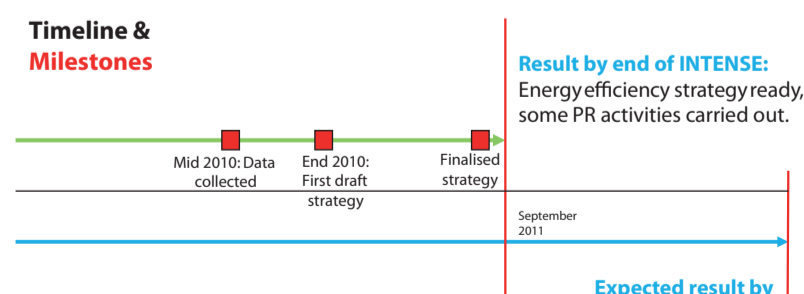 Timeline &
Milestones
Result by end of INTENSE:
Energy efficiency strategy ready,
some PR activities carried out.
Mid 2010: Data
collected
End 2010:
First draft
strategy
Finalised
strategy
September
2011
Expected result by